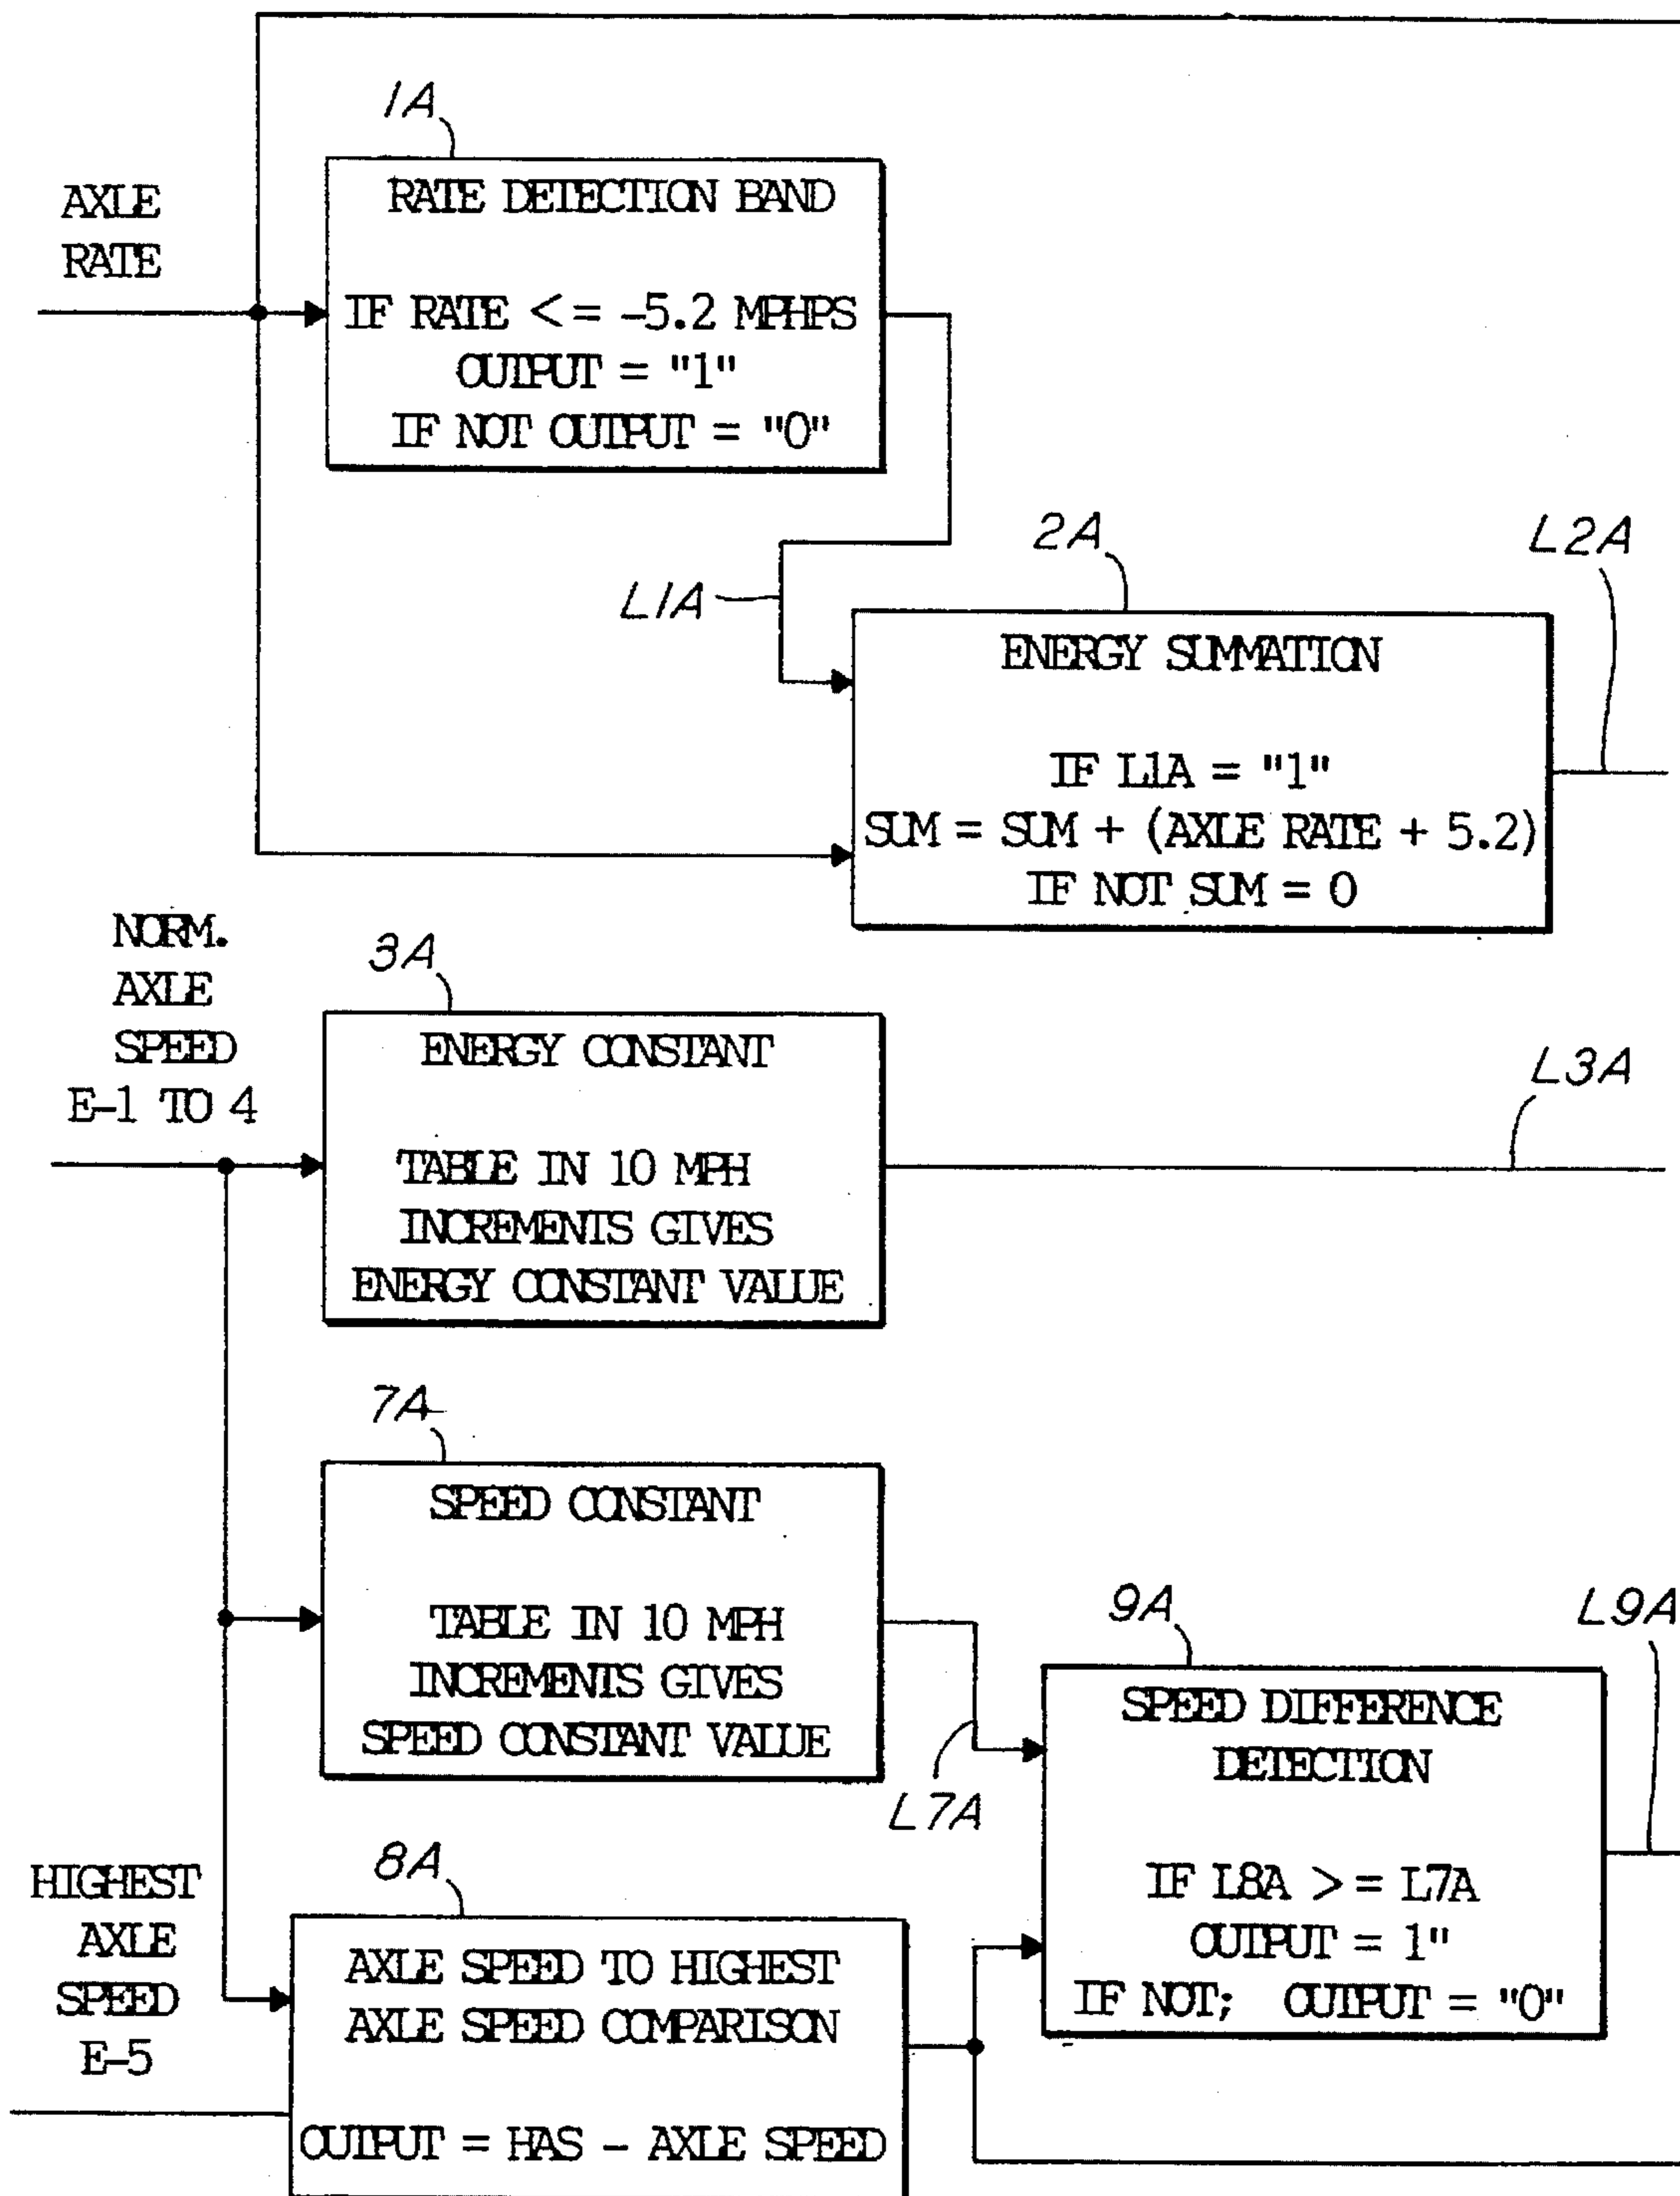 1A
AXLE
RATE
RATE DETECTION BAND
IF RATE <= -5.2 MPHPS
OUTPUT = "1"
IF NOT OUTPUT = "0"
L1A
2A
L2A
ENERGY SUMMATION
IF L1A = "1"
SUM = SUM + (AXLE RATE + 5.2)
IF NOT SUM = 0
NORM.
AXLE
SPEED
E-1 TO 4
3A
ENERGY CONSTANT
TABLE IN 10 MPH
INCREMENTS GIVES
ENERGY CONSTANT VALUE
L3A
7A
SPEED CONSTANT
TABLE IN 10 MPH
INCREMENTS GIVES
SPEED CONSTANT VALUE
L7A
9A
L9A
SPEED DIFFERENCE
DETECTION
IF L8A >= L7A
OUTPUT = 1"
IF NOT; OUTPUT = "0"
HIGHEST
AXLE
SPEED
E-5
8A
AXLE SPEED TO HIGHEST
AXLE SPEED COMPARISON
OUTPUT = HAS - AXLE SPEED